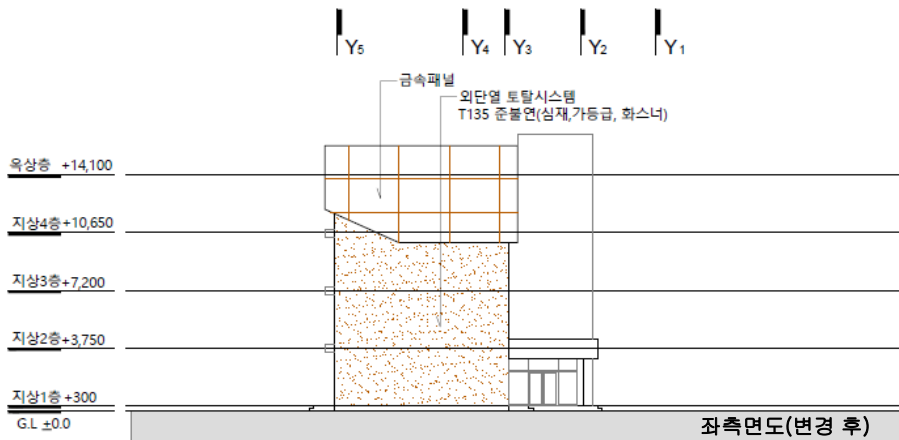 Y5 Y4 Y3 Y2 Y1
금속패널
외단열 토탈시스템
T135 준불연(심재,가등급, 화스너)
옥상층 +14,100
지상4층 +10,650
지상3층 +7,200
지상2층 +3,750
지상1층 +300
G.L ±0.0
좌측면도(변경 후)